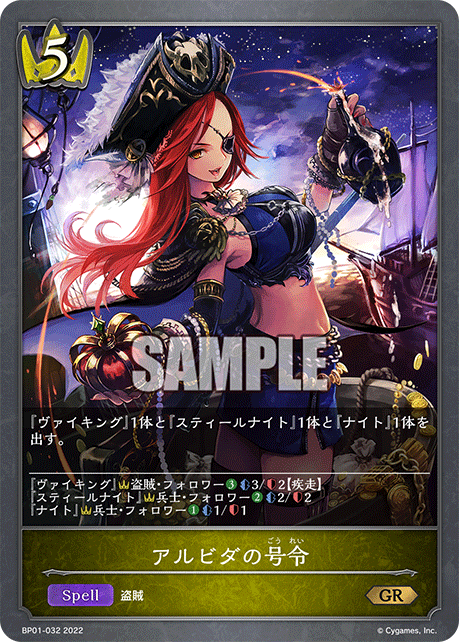 5
SAMPLE
『ヴァイキング』1体と『スティールナイト』1体と『ナイト』1体を
出す。
『ヴァイキング』盗賊・フォロワー 3 3/2【疾走】
『スティールナイト』兵士・フォロワー 2 2/2
『ナイト』兵士・フォロワー 1 1/1
ごう れい
アルビダの号令
Spell 盗賊 GR
BP01-032 2022 © Cygames, Inc.